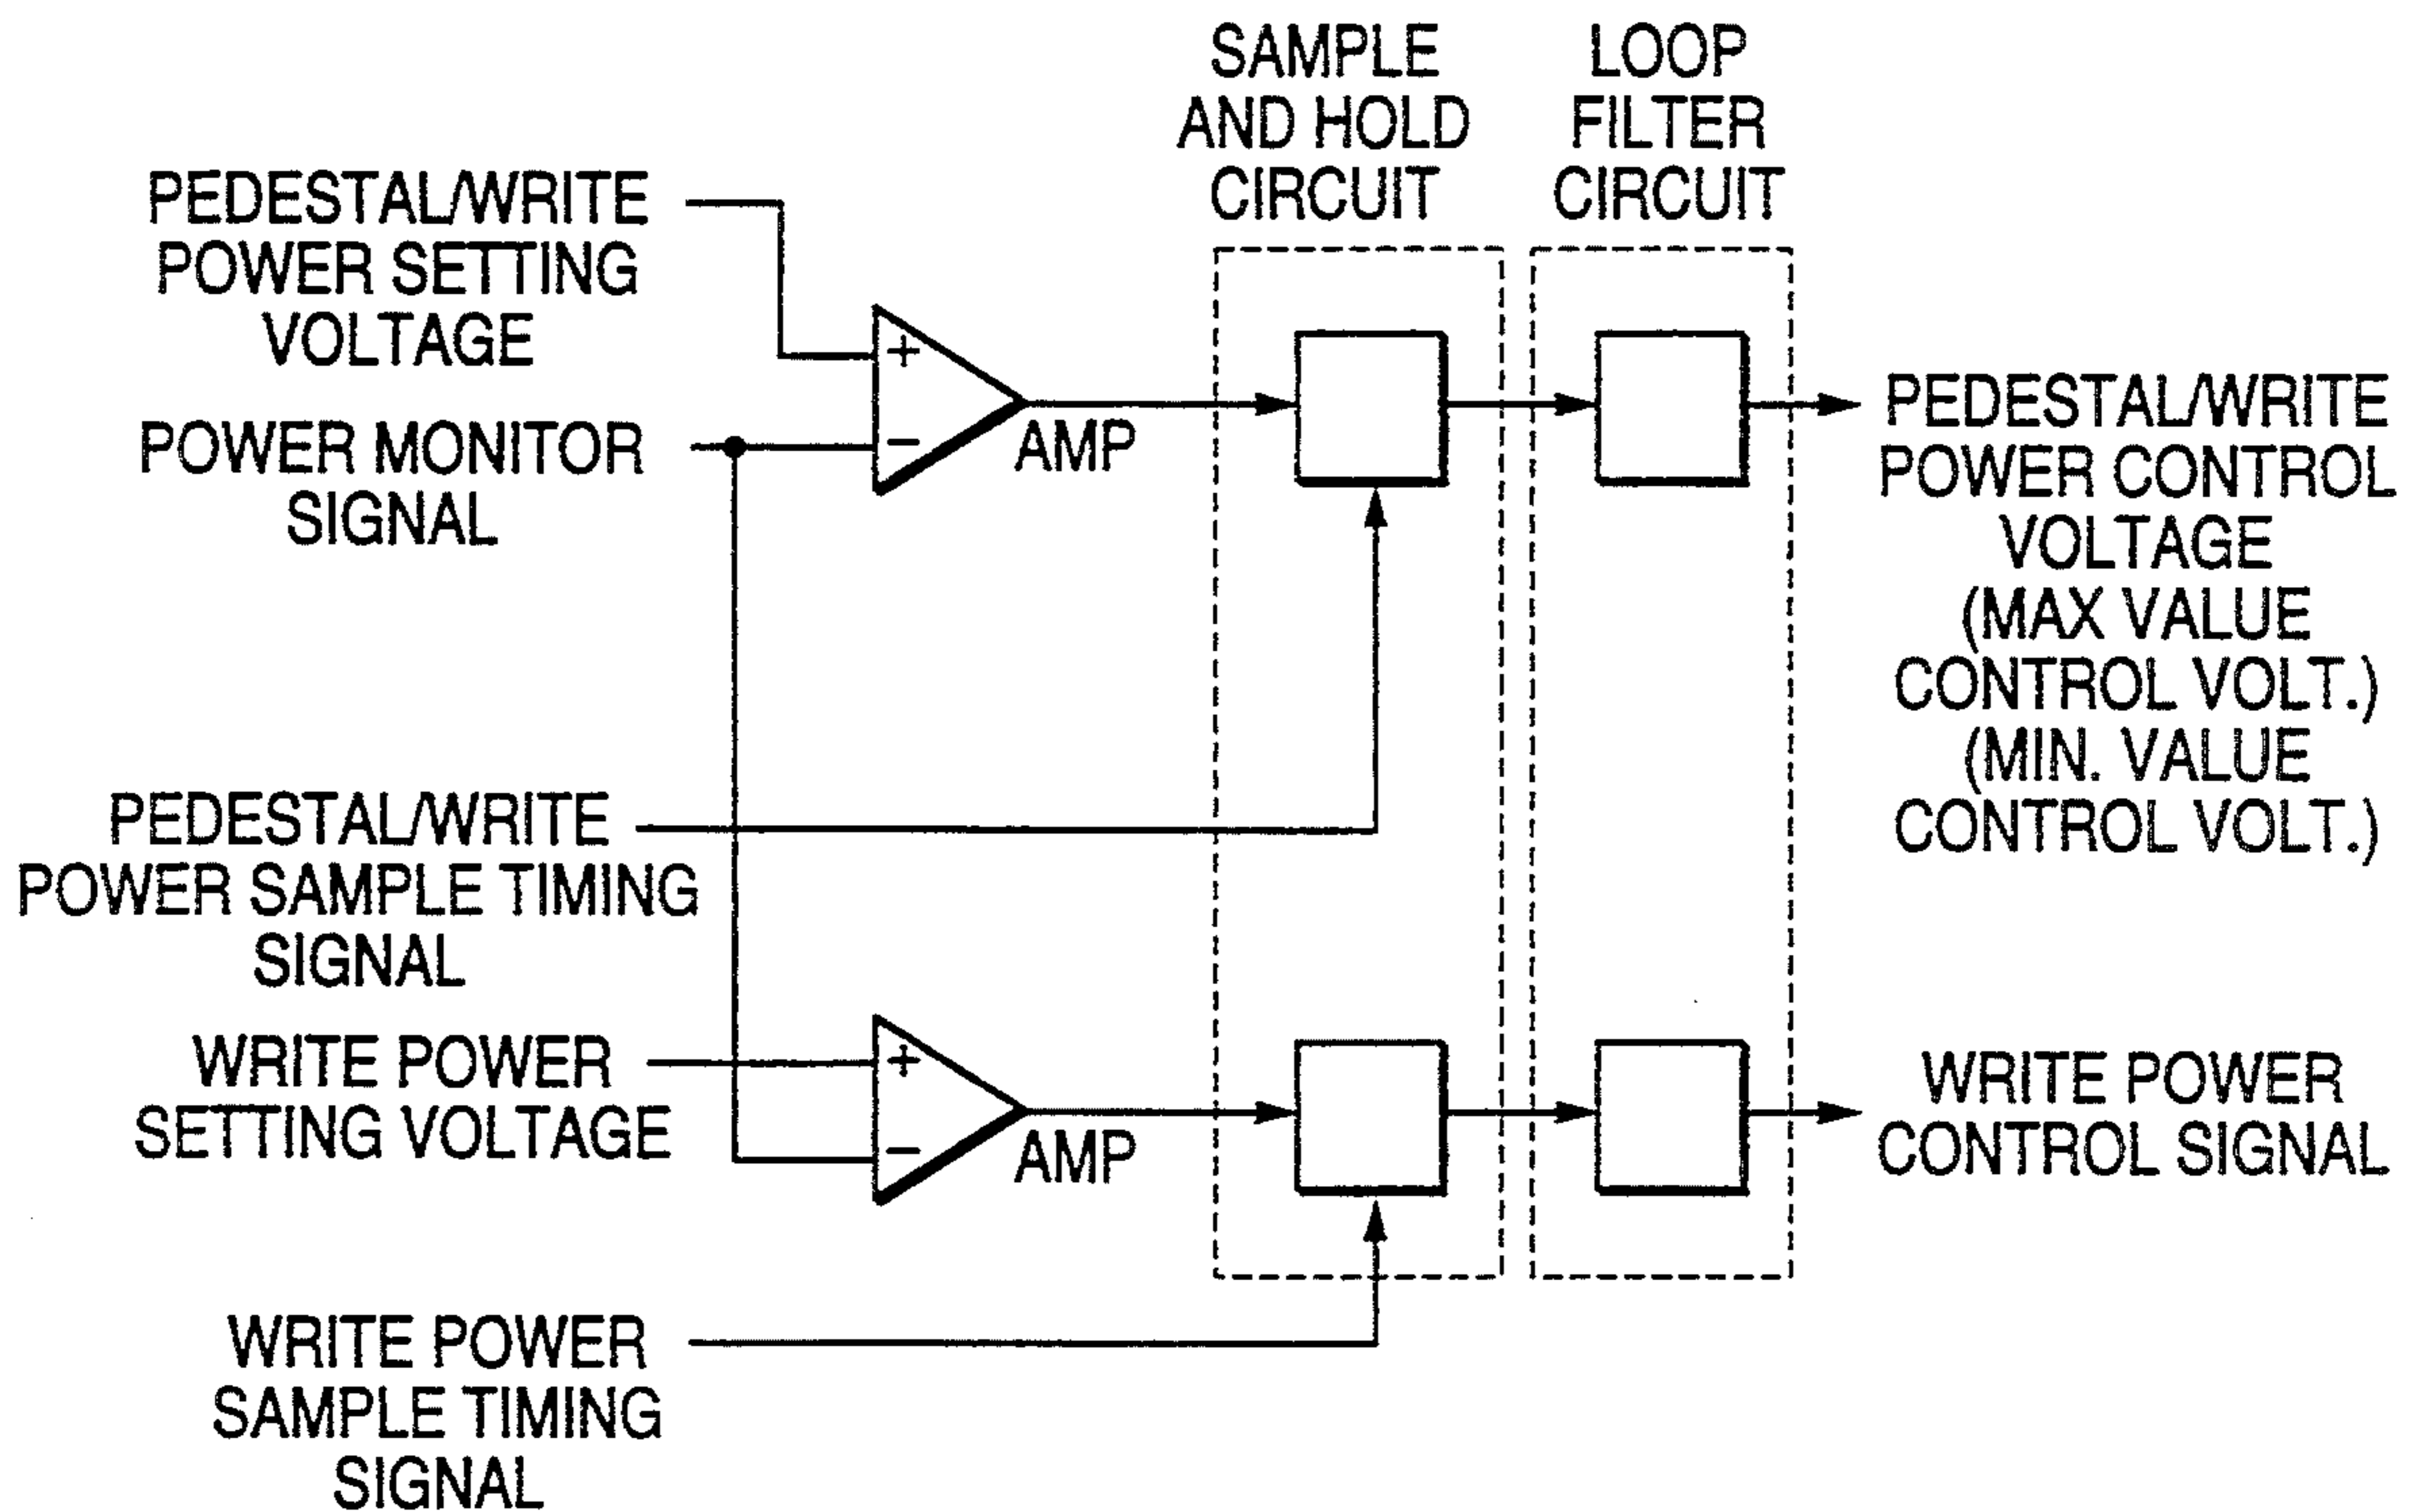 SAMPLE
AND HOLD
CIRCUIT
LOOP
FILTER
CIRCUIT
PEDESTAL/WRITE
POWER SETTING
VOLTAGE
+
POWER MONITOR
SIGNAL
−
AMP
PEDESTAL/WRITE
POWER CONTROL
VOLTAGE
(MAX VALUE
CONTROL VOLT.)
(MIN. VALUE
CONTROL VOLT.)
PEDESTAL/WRITE
POWER SAMPLE TIMING
SIGNAL
WRITE POWER
SETTING VOLTAGE
+
−
AMP
WRITE POWER
CONTROL SIGNAL
WRITE POWER
SAMPLE TIMING
SIGNAL